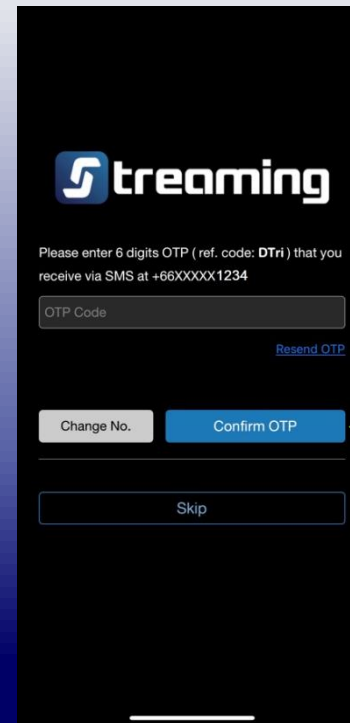 Streaming
Please enter 6 digits OTP ( ref. code: DTri ) that you
receive via SMS at +66XXXXX1234
OTP Code
Resend OTP
Change No.
Confirm OTP
Skip